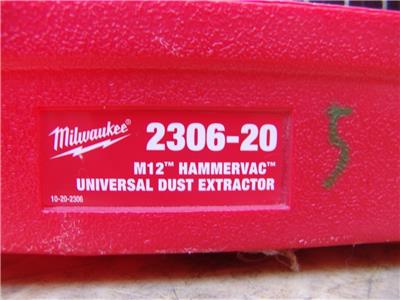 Milwaukee®
2306-20
M12™ HAMMERVAC™
UNIVERSAL DUST EXTRACTOR
10-20-2306
5